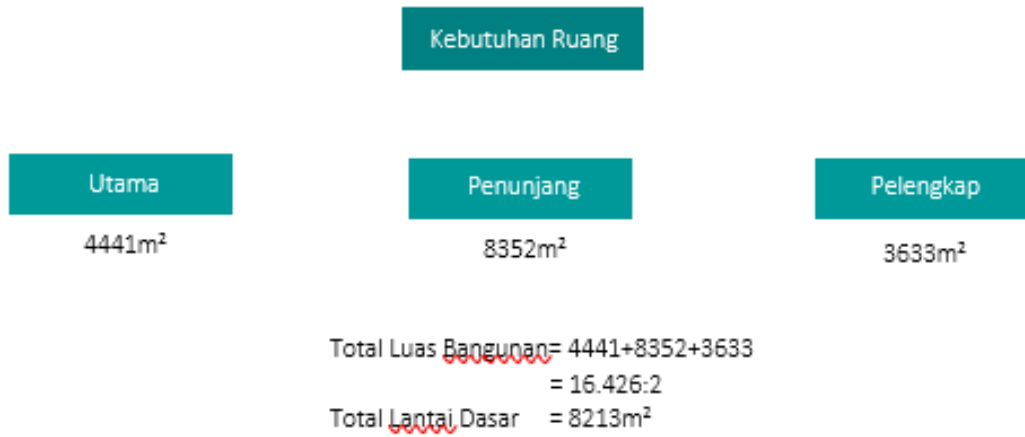 Kebutuhan Ruang
Utama
Penunjang
Pelengkap
4441m²
8352m²
3633m²
Total Luas Bangunan= 4441+8352+3633
= 16.426:2
Total Lantai Dasar = 8213m²